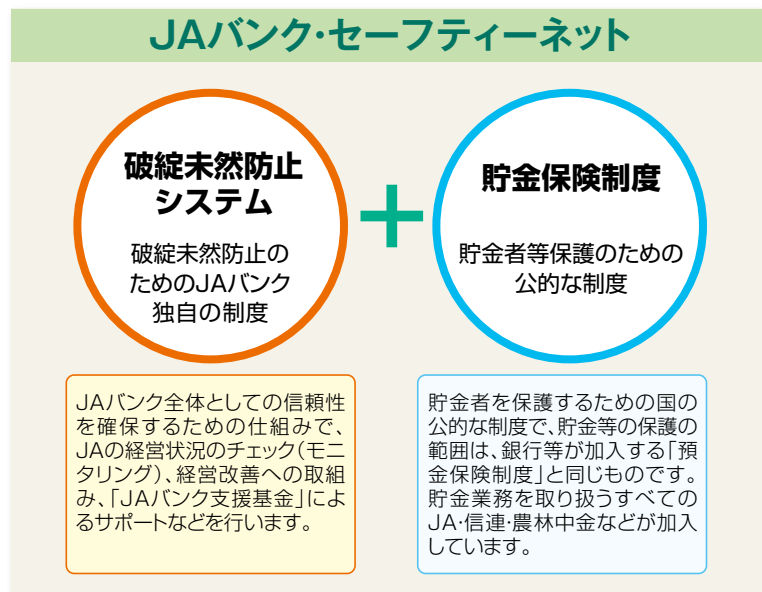 JAバンク・セーフティーネット
破綻未然防止
システム
破綻未然防止の
ためのJAバンク
独自の制度
+
貯金保険制度
貯金者等保護のための
公的な制度
JAバンク全体としての信頼性
を確保するための仕組みで、
JAの経営状況のチェック(モニ
タリング)、経営改善への取組
み、「JAバンク支援基金」によ
るサポートなどを行います。
貯金者を保護するための国の
公的な制度で、貯金等の保護の
範囲は、銀行等が加入する「預
金保険制度」と同じものです。
貯金業務を取り扱うすべての
JA・信連・農林中金などが加入
しています。